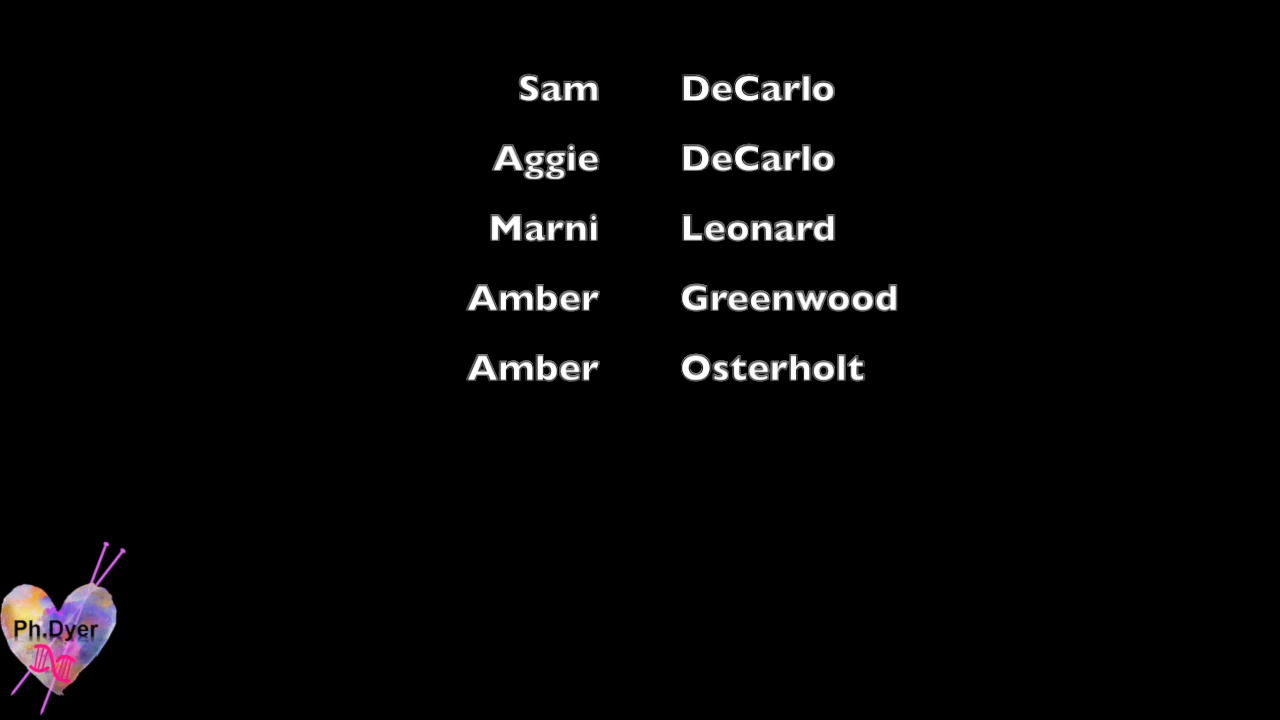 Sam DeCarlo
Aggie DeCarlo
Marni Leonard
Amber Greenwood
Amber Osterholt
Ph.Dyer